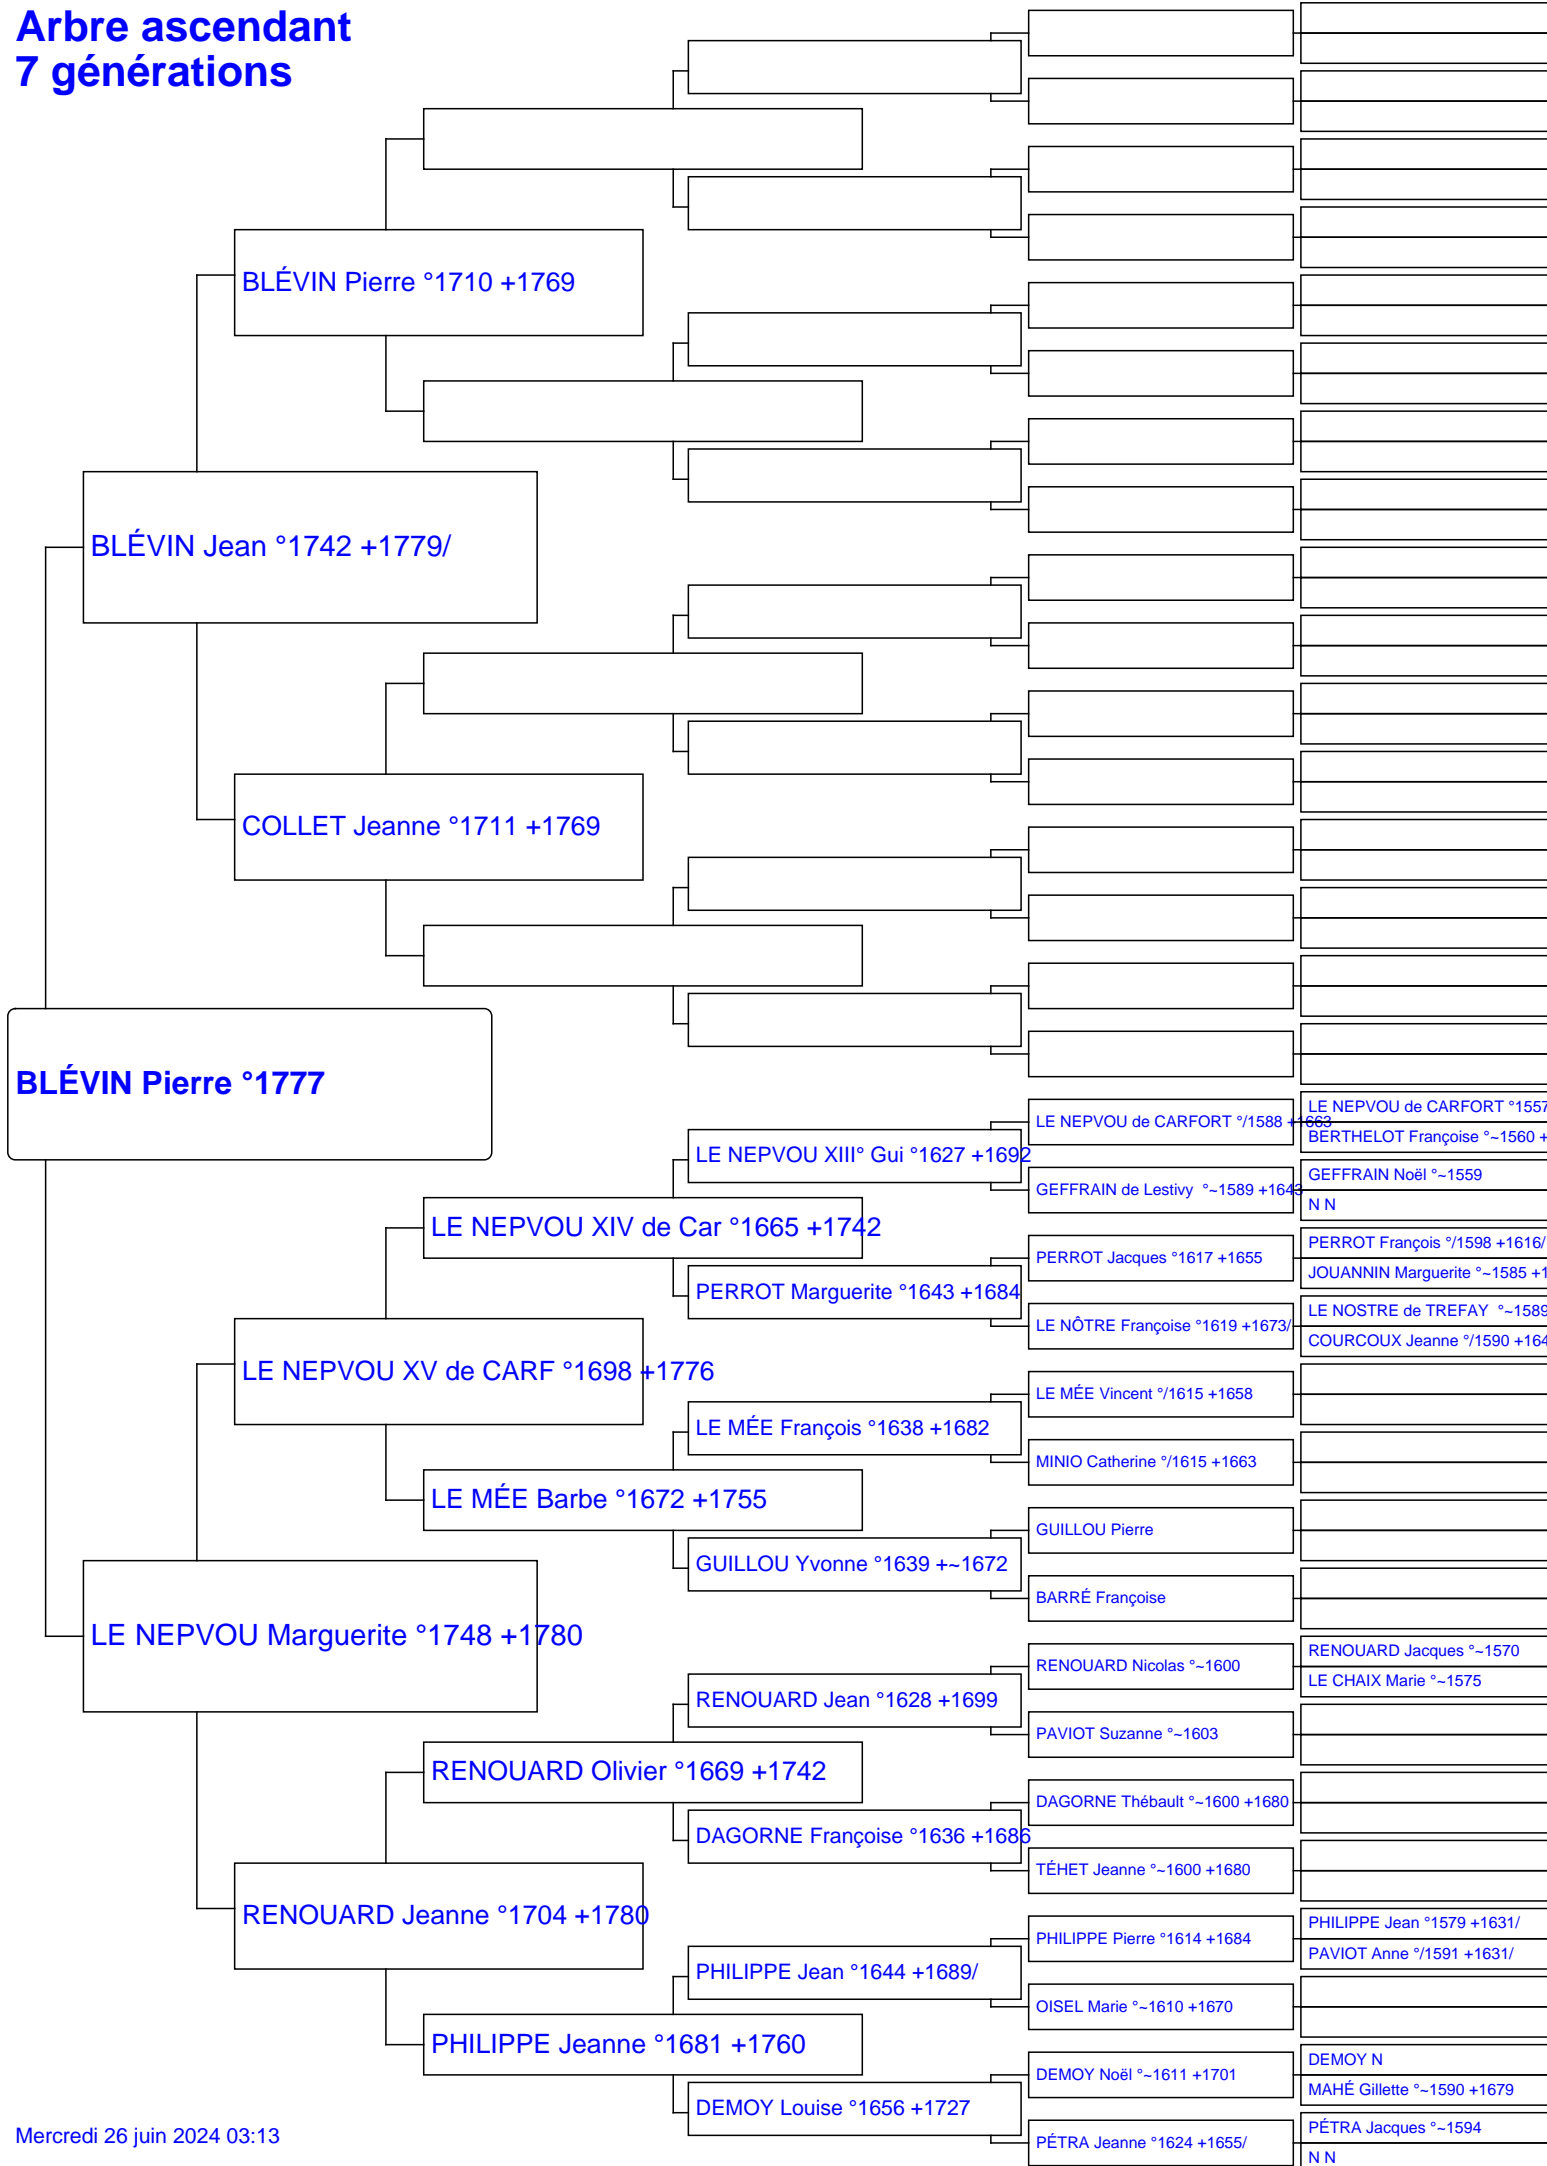 Arbre ascendant
7 générations
BLÉVIN Pierre °1710 +1769
BLÉVIN Jean °1742 +1779/
COLLET Jeanne °1711 +1769
BLÉVIN Pierre °1777
LE NEPVOU de CARFORT °/1588 +1663
LE NEPVOU de CARFORT °1557
BERTHELOT Françoise °~1560 +
LE NEPVOU XIII° Gui °1627 +1692
GEFFRAIN de Lestivy  °~1589 +1643
GEFFRAIN Noël °~1559
N N
LE NEPVOU XIV de Car °1665 +1742
PERROT Jacques °1617 +1655
PERROT François °/1598 +1616/
JOUANNIN Marguerite °~1585 +1
PERROT Marguerite °1643 +1684
LE NÔTRE Françoise °1619 +1673/
LE NOSTRE de TREFAY  °~1589
COURCOUX Jeanne °/1590 +164
LE NEPVOU XV de CARF °1698 +1776
LE MÉE Vincent °/1615 +1658
LE MÉE François °1638 +1682
MINIO Catherine °/1615 +1663
LE MÉE Barbe °1672 +1755
GUILLOU Pierre
GUILLOU Yvonne °1639 +~1672
BARRÉ Françoise
LE NEPVOU Marguerite °1748 +1780
RENOUARD Nicolas °~1600
RENOUARD Jacques °~1570
LE CHAIX Marie °~1575
RENOUARD Jean °1628 +1699
PAVIOT Suzanne °~1603
RENOUARD Olivier °1669 +1742
DAGORNE Thébault °~1600 +1680
DAGORNE Françoise °1636 +1686
TÉHET Jeanne °~1600 +1680
RENOUARD Jeanne °1704 +1780
PHILIPPE Pierre °1614 +1684
PHILIPPE Jean °1579 +1631/
PAVIOT Anne °/1591 +1631/
PHILIPPE Jean °1644 +1689/
OISEL Marie °~1610 +1670
PHILIPPE Jeanne °1681 +1760
DEMOY Noël °~1611 +1701
DEMOY N
MAHÉ Gillette °~1590 +1679
DEMOY Louise °1656 +1727
PÉTRA Jeanne °1624 +1655/
PÉTRA Jacques °~1594
N N
Mercredi 26 juin 2024 03:13